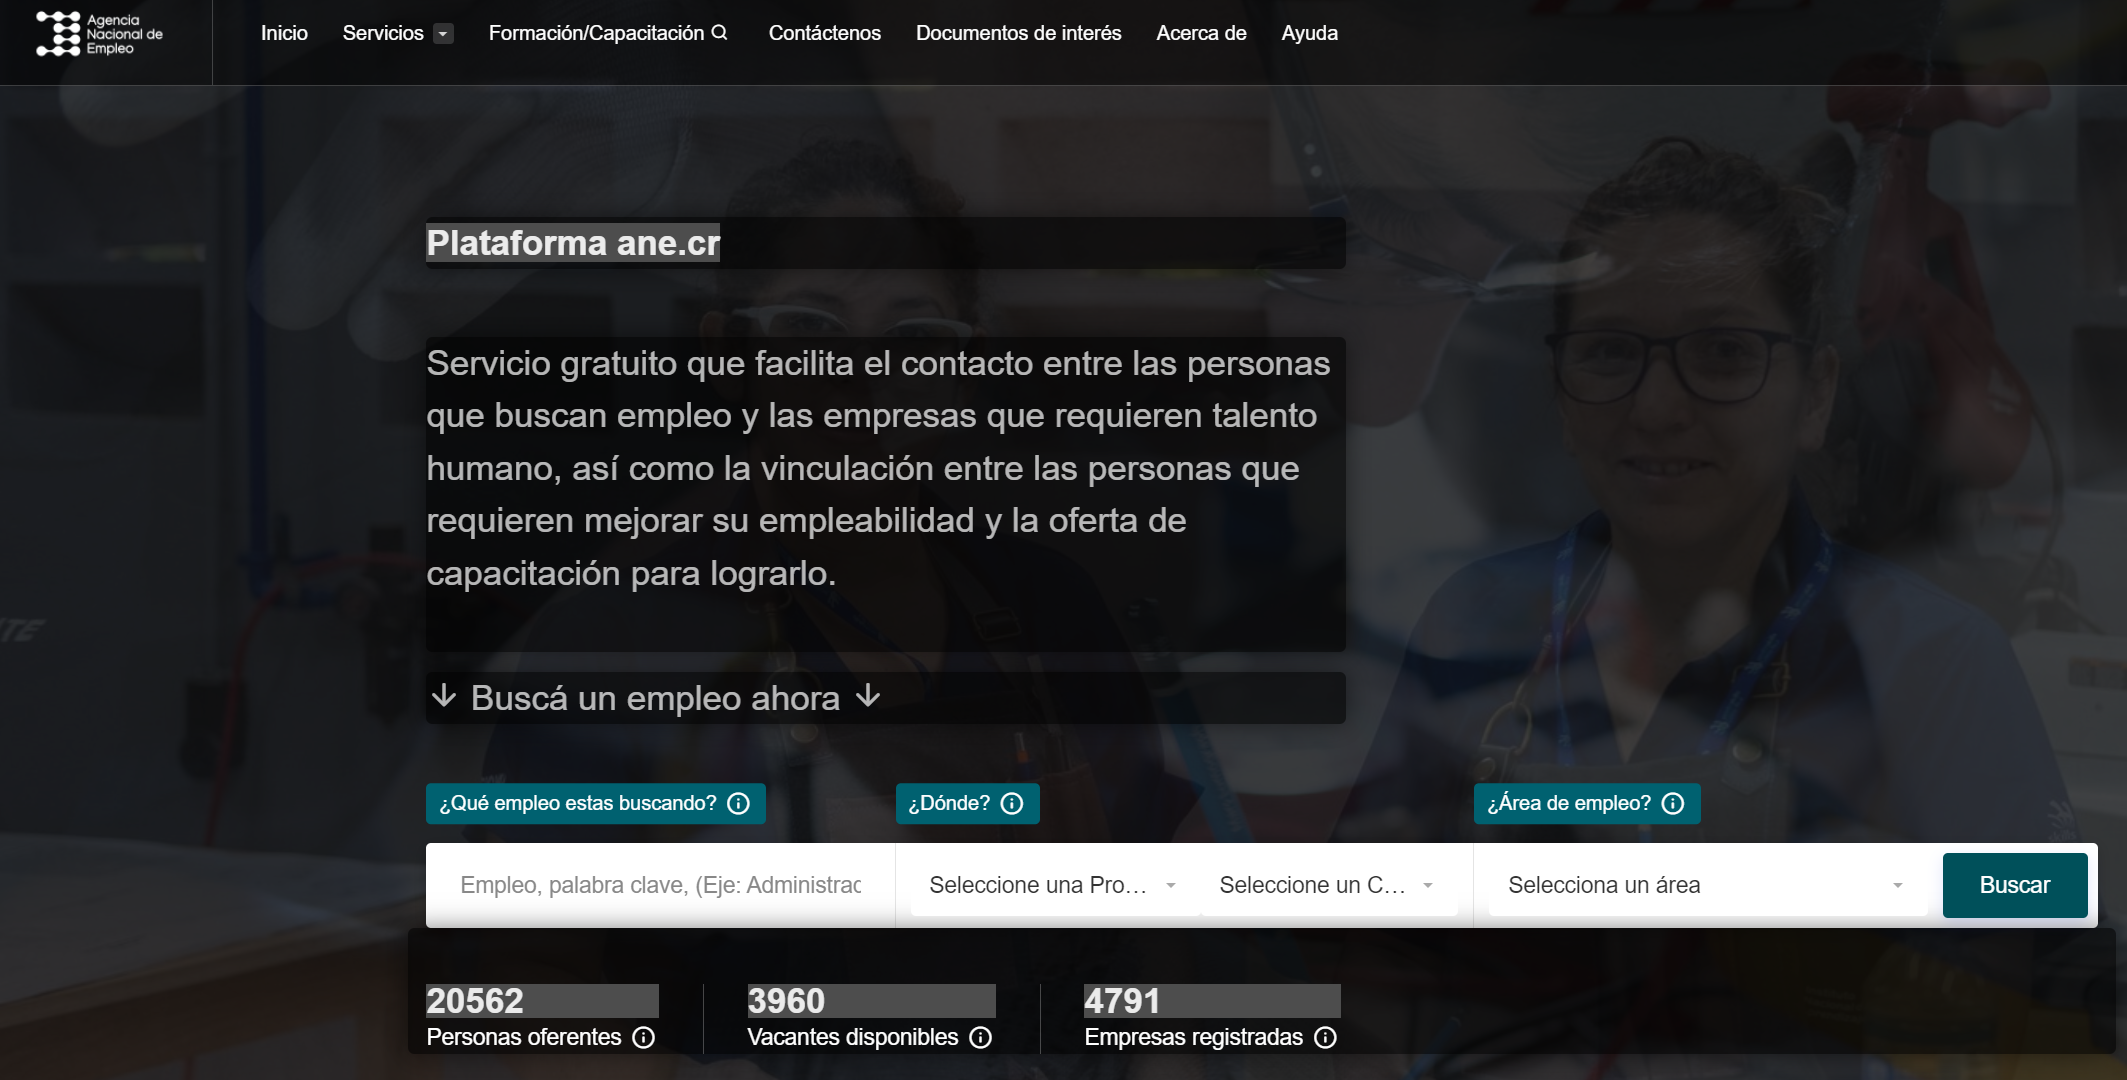 Agencia
Nacional de
Empleo
Inicio
Servicios
Formación/Capacitación
Contáctenos
Documentos de interés
Acerca de
Ayuda
Plataforma ane.cr
Servicio gratuito que facilita el contacto entre las personas
que buscan empleo y las empresas que requieren talento
humano, así como la vinculación entre las personas que
requieren mejorar su empleabilidad y la oferta de
capacitación para lograrlo.
↓ Buscá un empleo ahora ↓
¿Qué empleo estas buscando?
¿Dónde?
¿Área de empleo?
Empleo, palabra clave, (Eje: Administrac
Seleccione una Pro...
Seleccione un C...
Selecciona un área
Buscar
20562
Personas oferentes
3960
Vacantes disponibles
4791
Empresas registradas